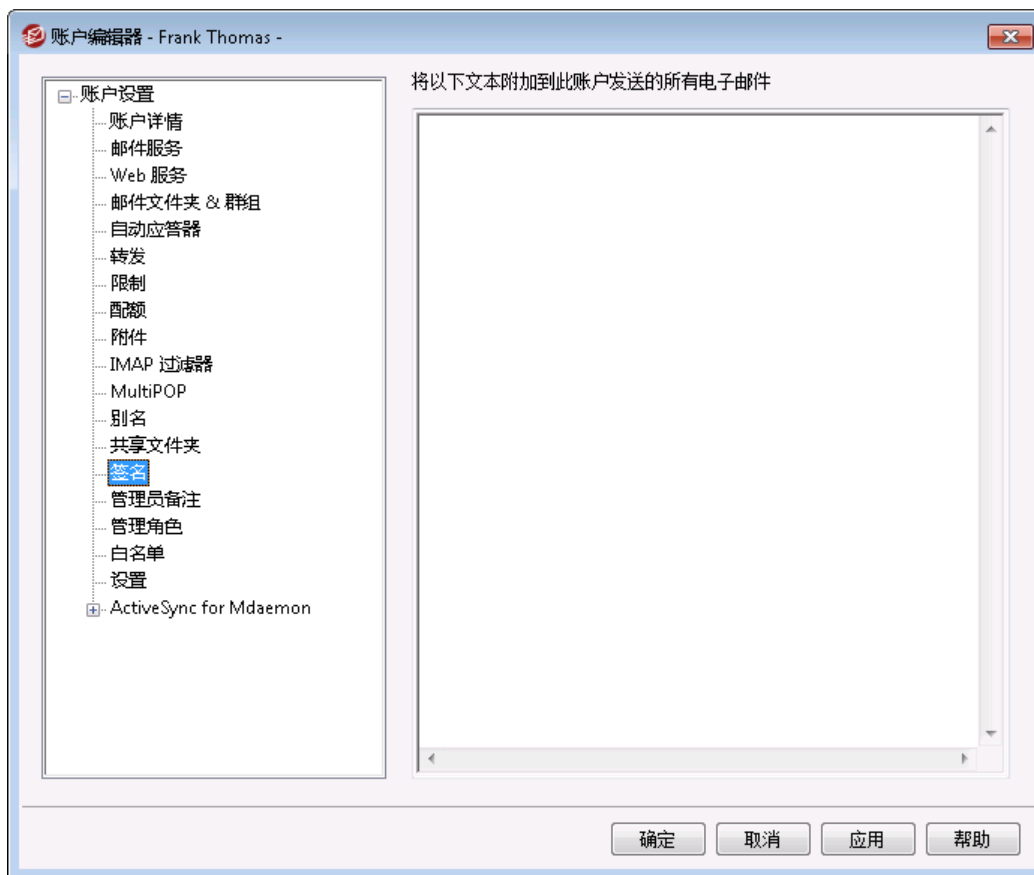 账户编辑器 - Frank Thomas -
账户设置
账户详情
邮件服务
Web 服务
邮件文件夹 & 群组
自动应答器
转发
限制
配额
附件
IMAP 过滤器
MultiPOP
别名
共享文件夹
签名
管理员备注
管理角色
白名单
设置
ActiveSync for Mdaemon
将以下文本附加到此账户发送的所有电子邮件
确定 取消 应用 帮助